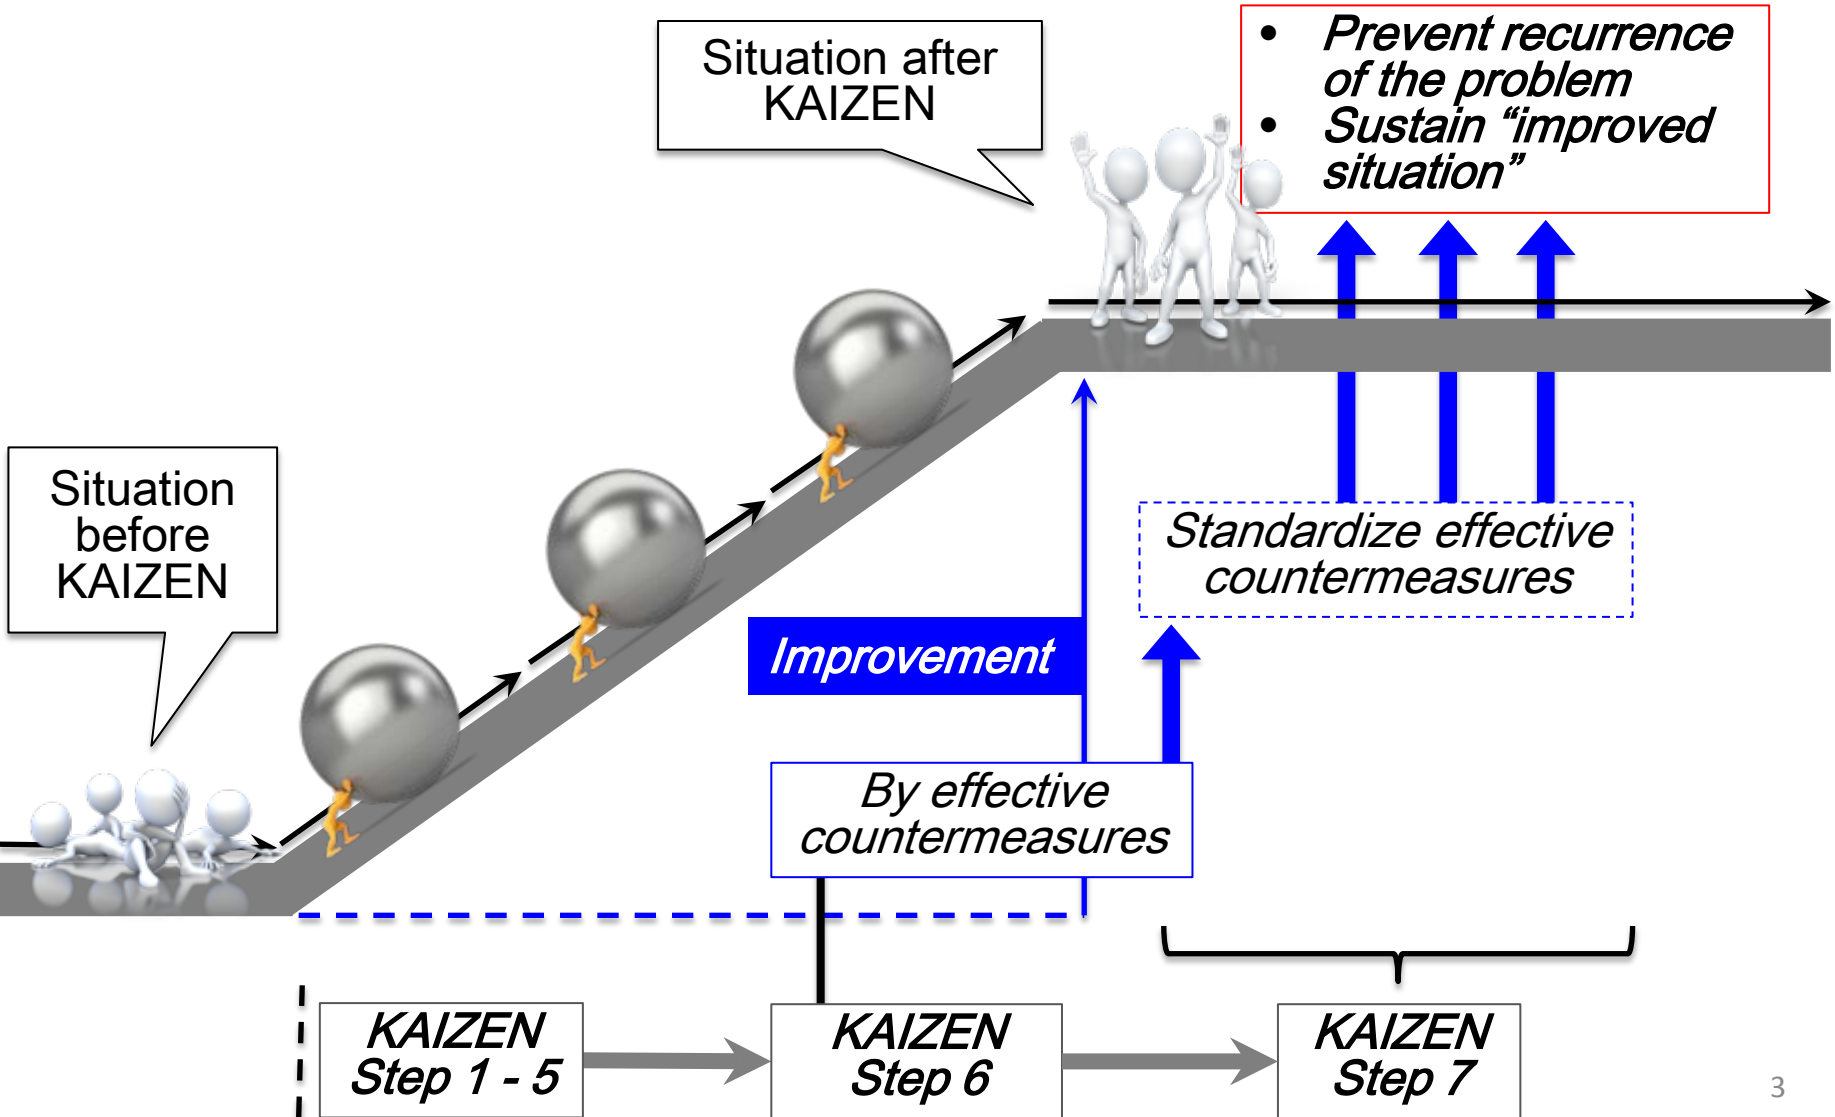 Situation after
KAIZEN
• Prevent recurrence
of the problem
• Sustain “improved
situation”
Situation
before
KAIZEN
Standardize effective
countermeasures
Improvement
By effective
countermeasures
KAIZEN
Step 1 - 5
KAIZEN
Step 6
KAIZEN
Step 7
3